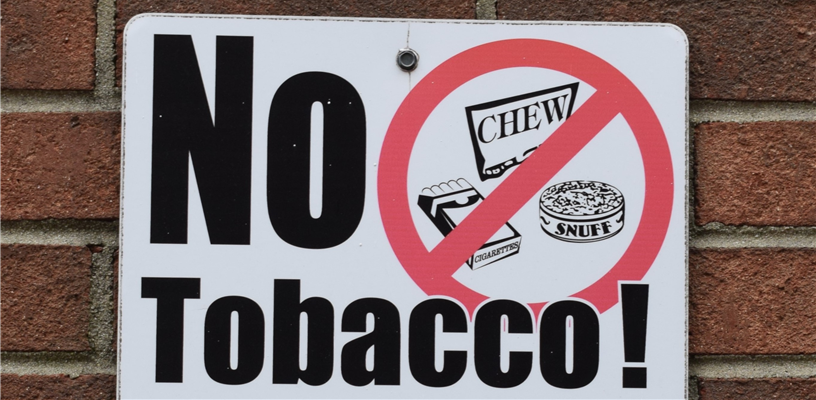 No
CHEW
SNUFF
CIGARETTES
Tobacco!